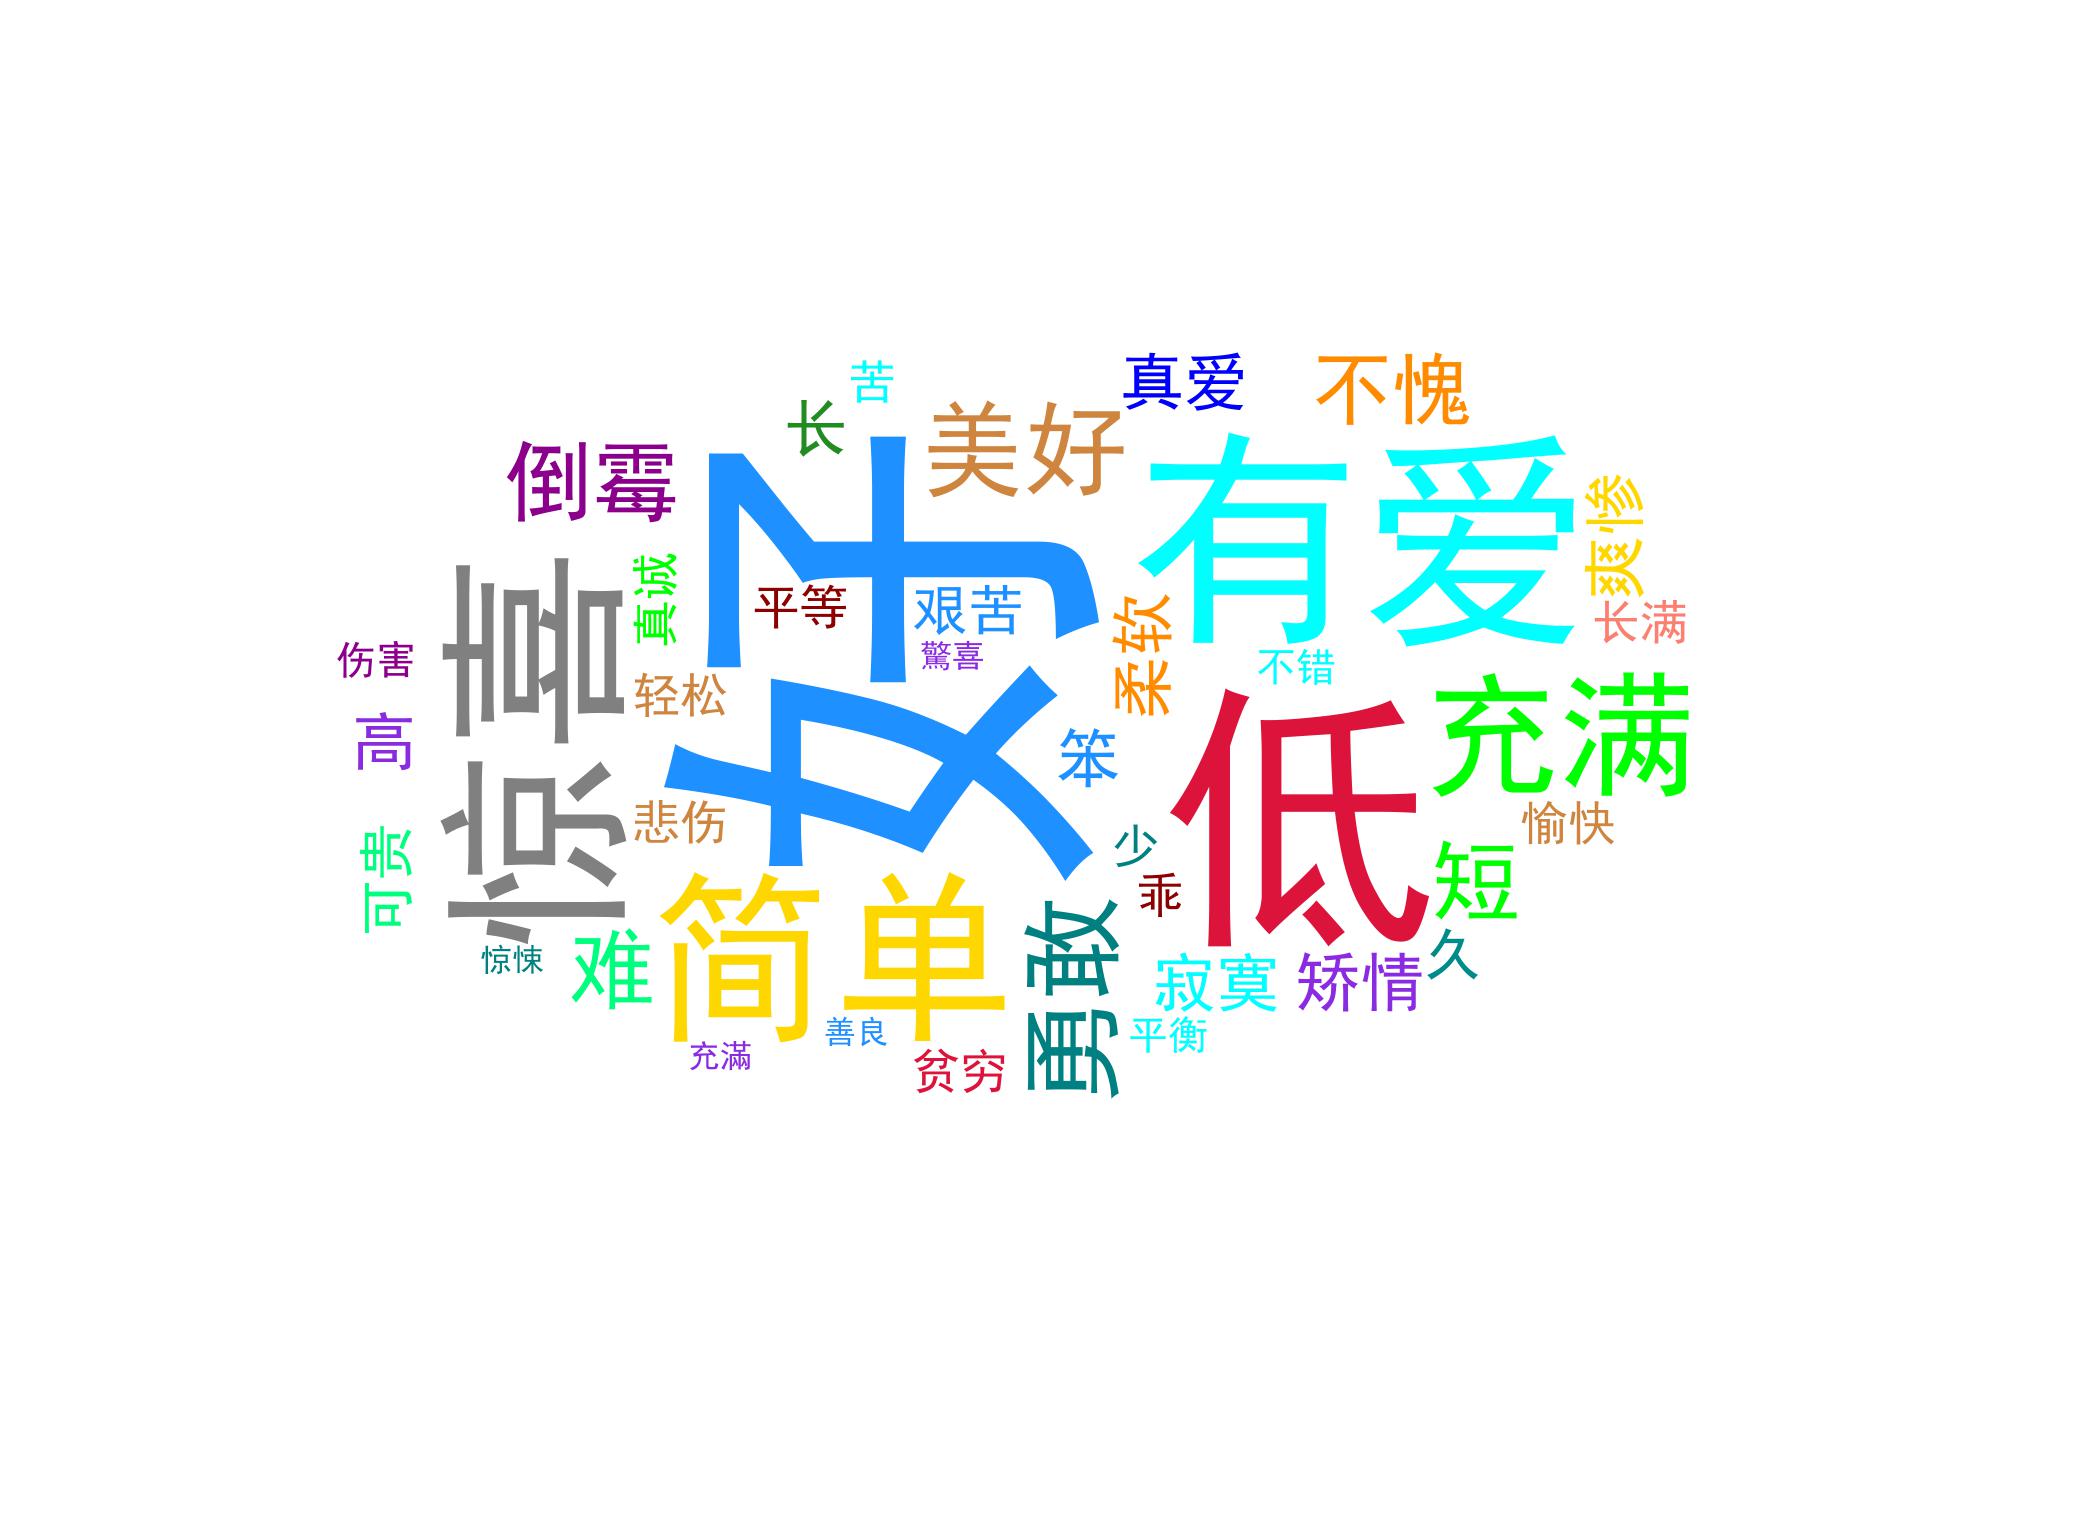 苦
真爱
不愧
长
美好
倒霉
好
有爱
爽惨
惊喜
真诚
平等
艰苦
柔软
长满
伤害
驚喜
不错
轻松
高
笨
低
充满
悲伤
少
愉快
可贵
乖
短
简单
勇敢
惊悚
难
寂寞
矫情
久
善良
平衡
充滿
贫穷